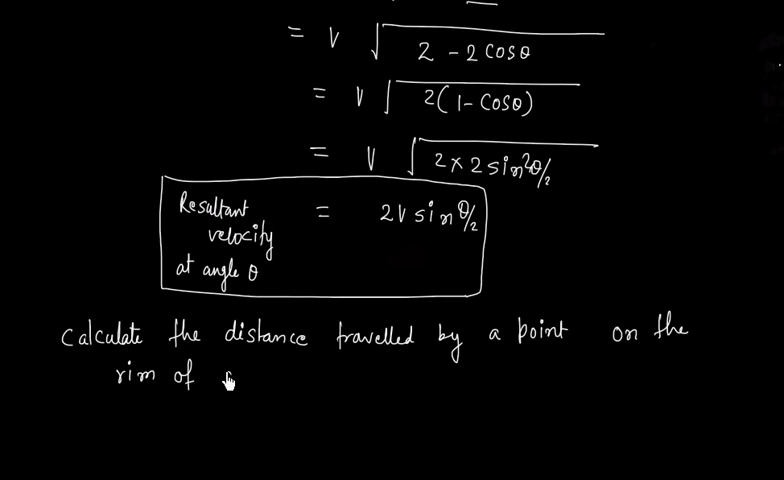 = v √2 - 2 cosθ
= v √2(1 - cosθ)
= v √2 × 2 sin²θ/2
Resultant velocity at angle θ = 2v sin θ/2
Calculate the distance travelled by a point on the
rim of